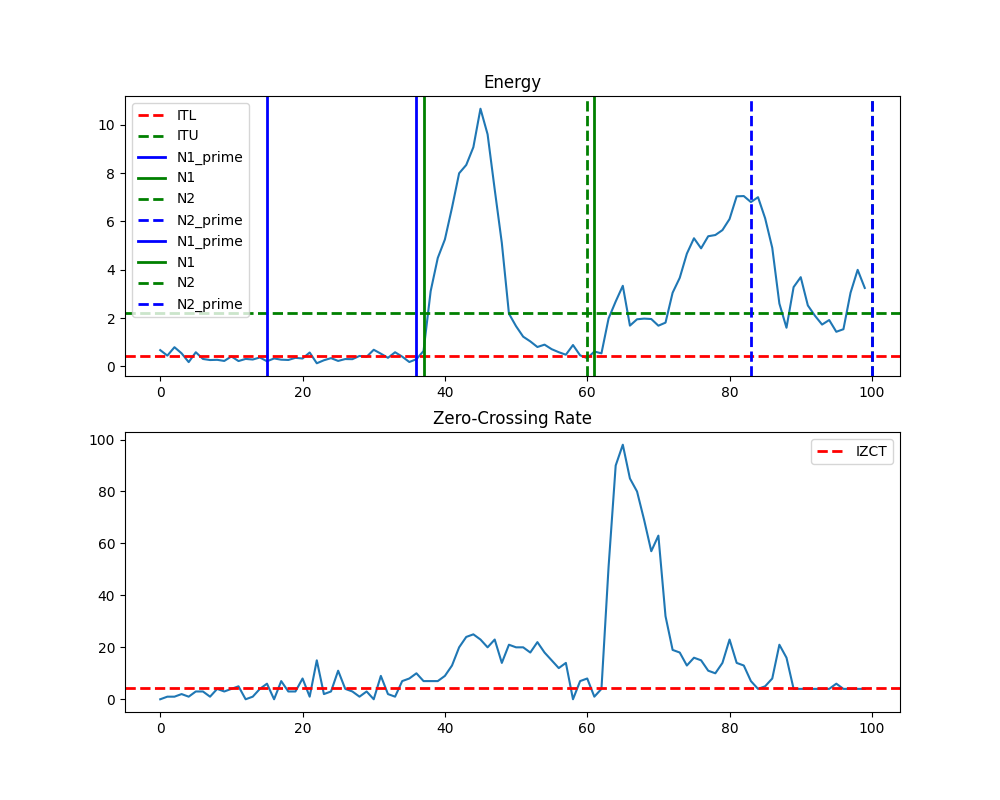 Energy
10
8
6
4
2
0
ITL
ITU
N1_prime
N1
N2
N2_prime
N1_prime
N1
N2
N2_prime
0 20 40 60 80 100
Zero-Crossing Rate
100
80
60
40
20
0
IZCT
0 20 40 60 80 100